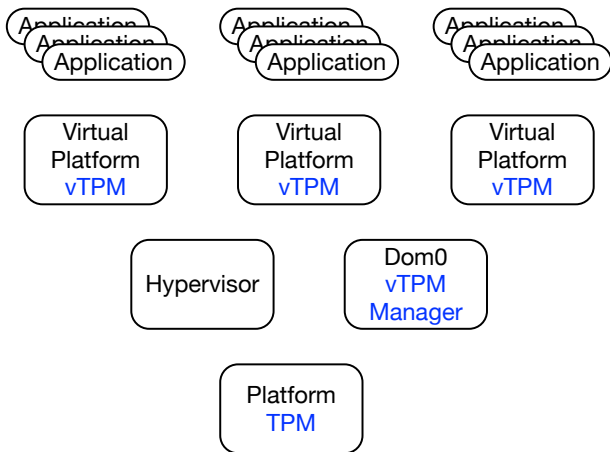 Application Application Application
Application Application Application
Application Application Application
Virtual Virtual Virtual
Platform Platform Platform
vTPM vTPM vTPM
Hypervisor
Dom0
vTPM
Manager
Platform
TPM